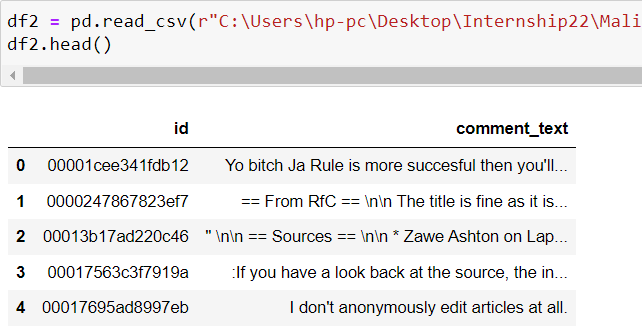 df2 = pd.read_csv(r"C:\Users\hp-pc\Desktop\Internship22\Mali
df2.head()
id comment_text
0 00001cee341fdb12 Yo bitch Ja Rule is more succesful then you'll...
1 0000247867823ef7 == From RfC == \n\n The title is fine as it is...
2 00013b17ad220c46 " \n\n == Sources == \n\n * Zawe Ashton on Lap...
3 00017563c3f7919a :If you have a look back at the source, the in...
4 00017695ad8997eb I don't anonymously edit articles at all.